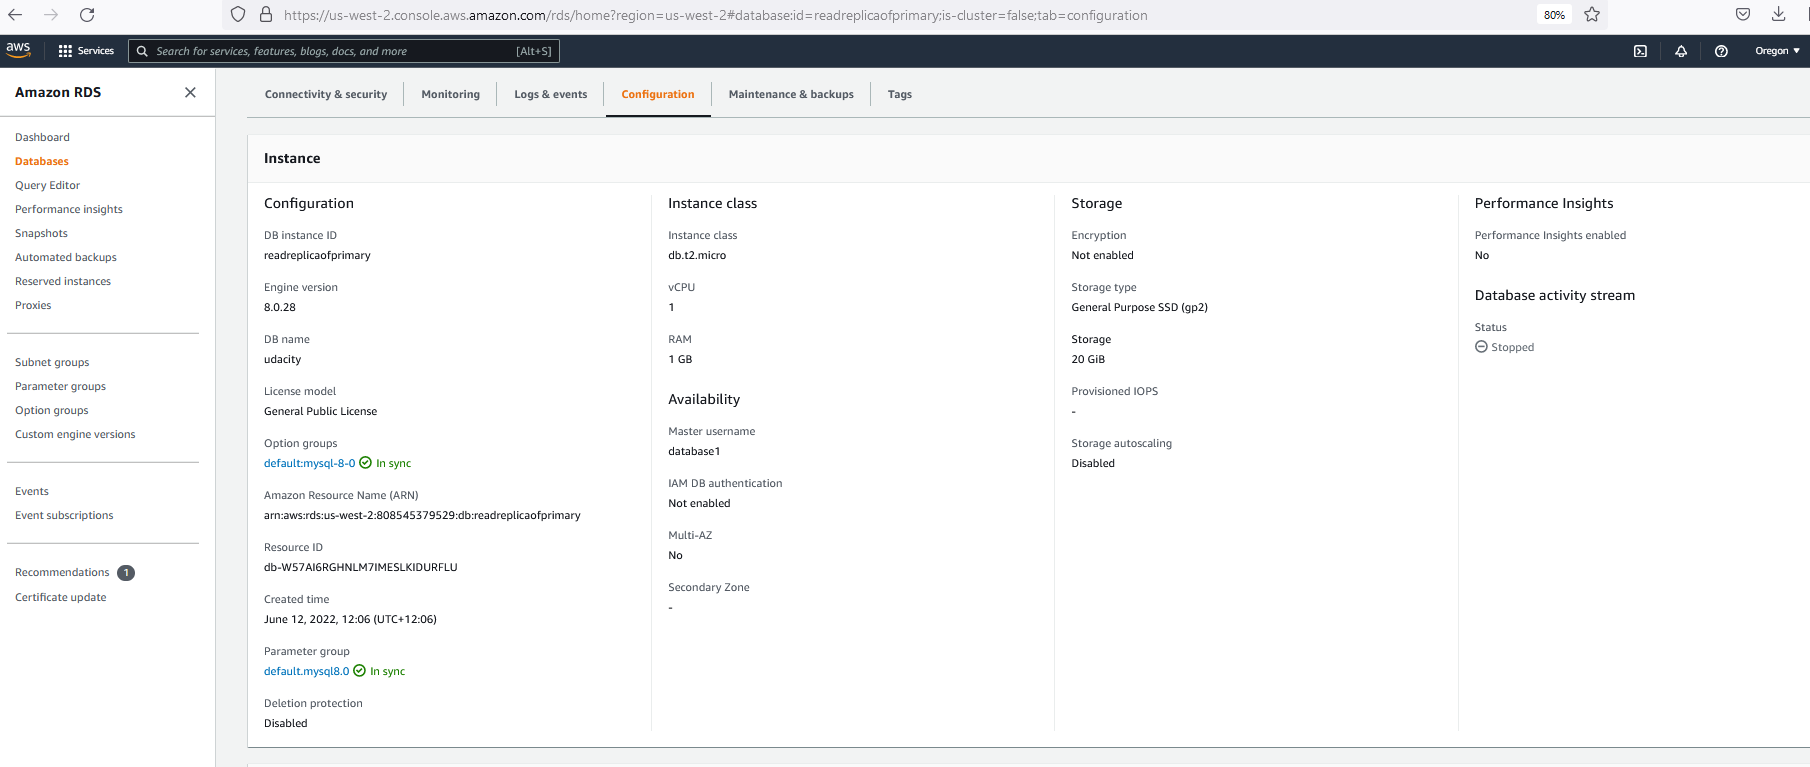 https://us-west-2.console.aws.amazon.com/rds/home?region=us-west-2#database:id=readreplicaofprimary;is-cluster=false;tab=configuration
80%
aws
Services
Search for services, features, blogs, docs, and more
[Alt+S]
Oregon
Amazon RDS
Dashboard
Databases
Query Editor
Performance insights
Snapshots
Automated backups
Reserved instances
Proxies
Subnet groups
Parameter groups
Option groups
Custom engine versions
Events
Event subscriptions
Recommendations 1
Certificate update
Connectivity & security
Monitoring
Logs & events
Configuration
Maintenance & backups
Tags
Instance
Configuration
DB instance ID
readreplicaofprimary
Engine version
8.0.28
DB name
udacity
License model
General Public License
Option groups
default:mysql-8-0 In sync
Amazon Resource Name (ARN)
arn:aws:rds:us-west-2:808545379529:db:readreplicaofprimary
Resource ID
db-W57AI6RGHNLM7IMESLKIDURFLU
Created time
June 12, 2022, 12:06 (UTC+12:06)
Parameter group
default.mysql8.0 In sync
Deletion protection
Disabled
Instance class
Instance class
db.t2.micro
vCPU
1
RAM
1 GB
Availability
Master username
database1
IAM DB authentication
Not enabled
Multi-AZ
No
Secondary Zone
-
Storage
Encryption
Not enabled
Storage type
General Purpose SSD (gp2)
Storage
20 GiB
Provisioned IOPS
-
Storage autoscaling
Disabled
Performance Insights
Performance Insights enabled
No
Database activity stream
Status
Stopped